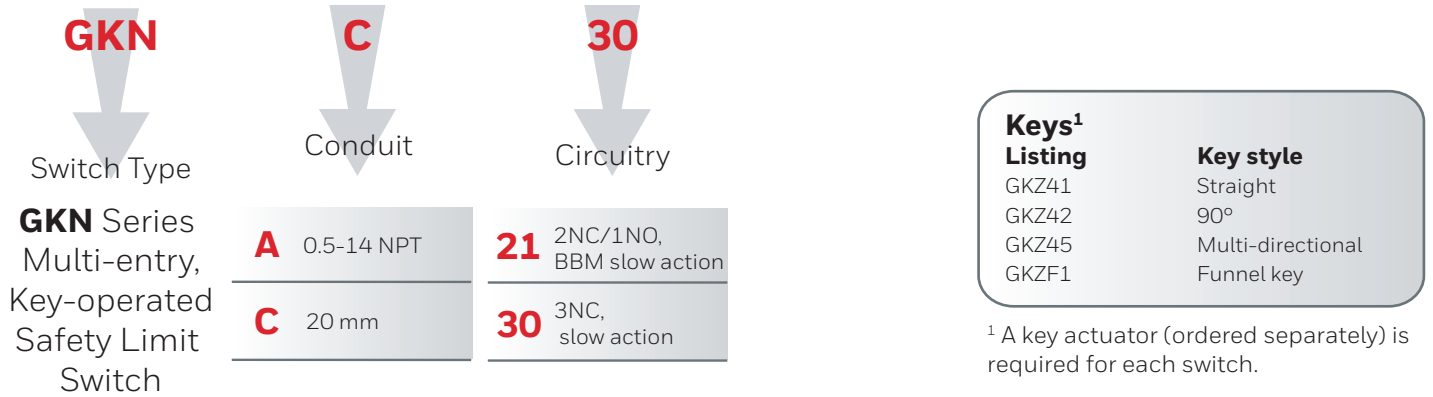 GKN
C
30
Switch Type
Conduit
Circuitry
GKN Series
Multi-entry,
Key-operated
Safety Limit
Switch
A 0.5-14 NPT
C 20 mm
21 2NC/1NO,
BBM slow action
30 3NC,
slow action
Keys¹
Listing Key style
GKZ41 Straight
GKZ42 90º
GKZ45 Multi-directional
GKZF1 Funnel key
¹ A key actuator (ordered separately) is
required for each switch.